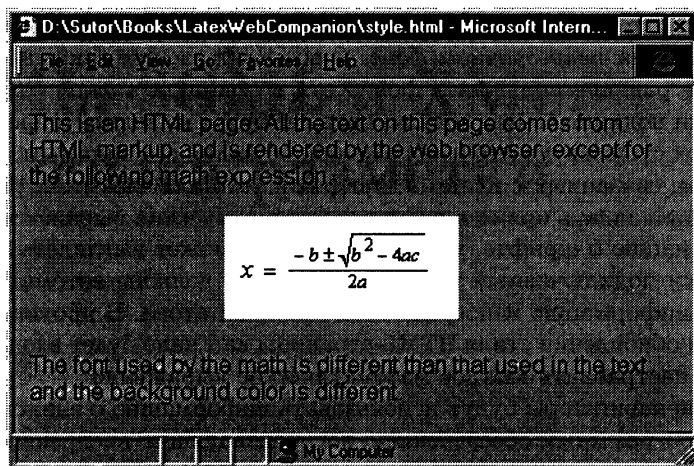 D:\Sutor\Books\LatexWebCompanion\style.html - Microsoft Intern...
File Edit View Go Favorites Help
This is an HTML page. All the text on this page comes from
HTML markup and is rendered by the web browser, except for
the following math expression
x = \frac{-b ± \sqrt{b^2 - 4ac}}{2a}
The font used by the math is different than that used in the text
and the background color is different.
My Computer